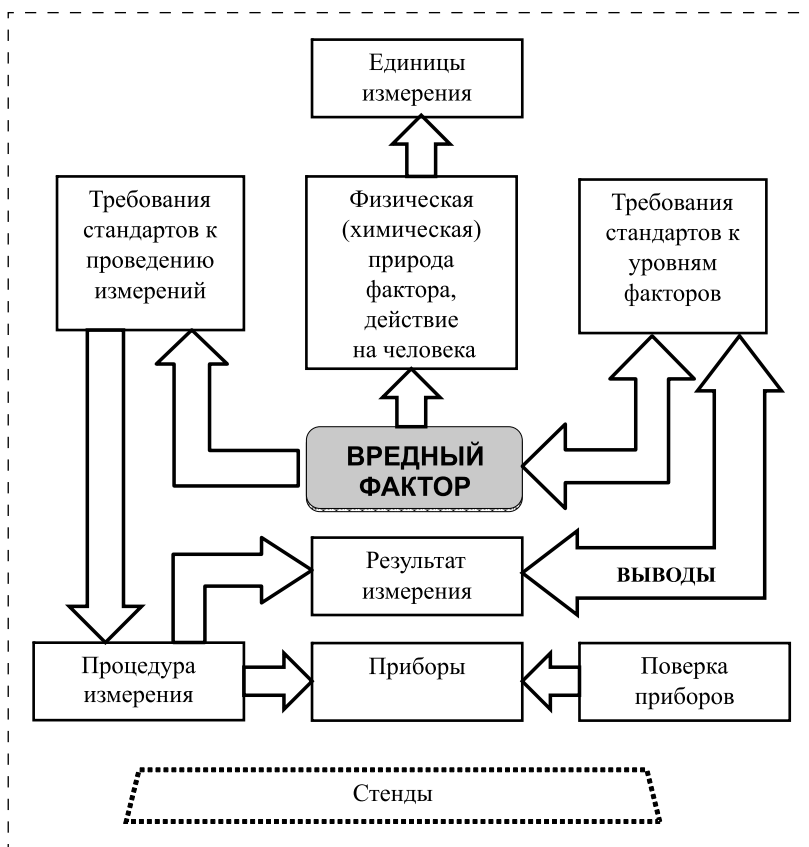 Единицы
измерения
Требования
стандартов к
проведению
измерений
Физическая
(химическая)
природа
фактора,
действие
на человека
Требования
стандартов к
уровням
факторов
ВРЕДНЫЙ
ФАКТОР
Результат
измерения
ВЫВОДЫ
Процедура
измерения
Приборы
Поверка
приборов
Стенды